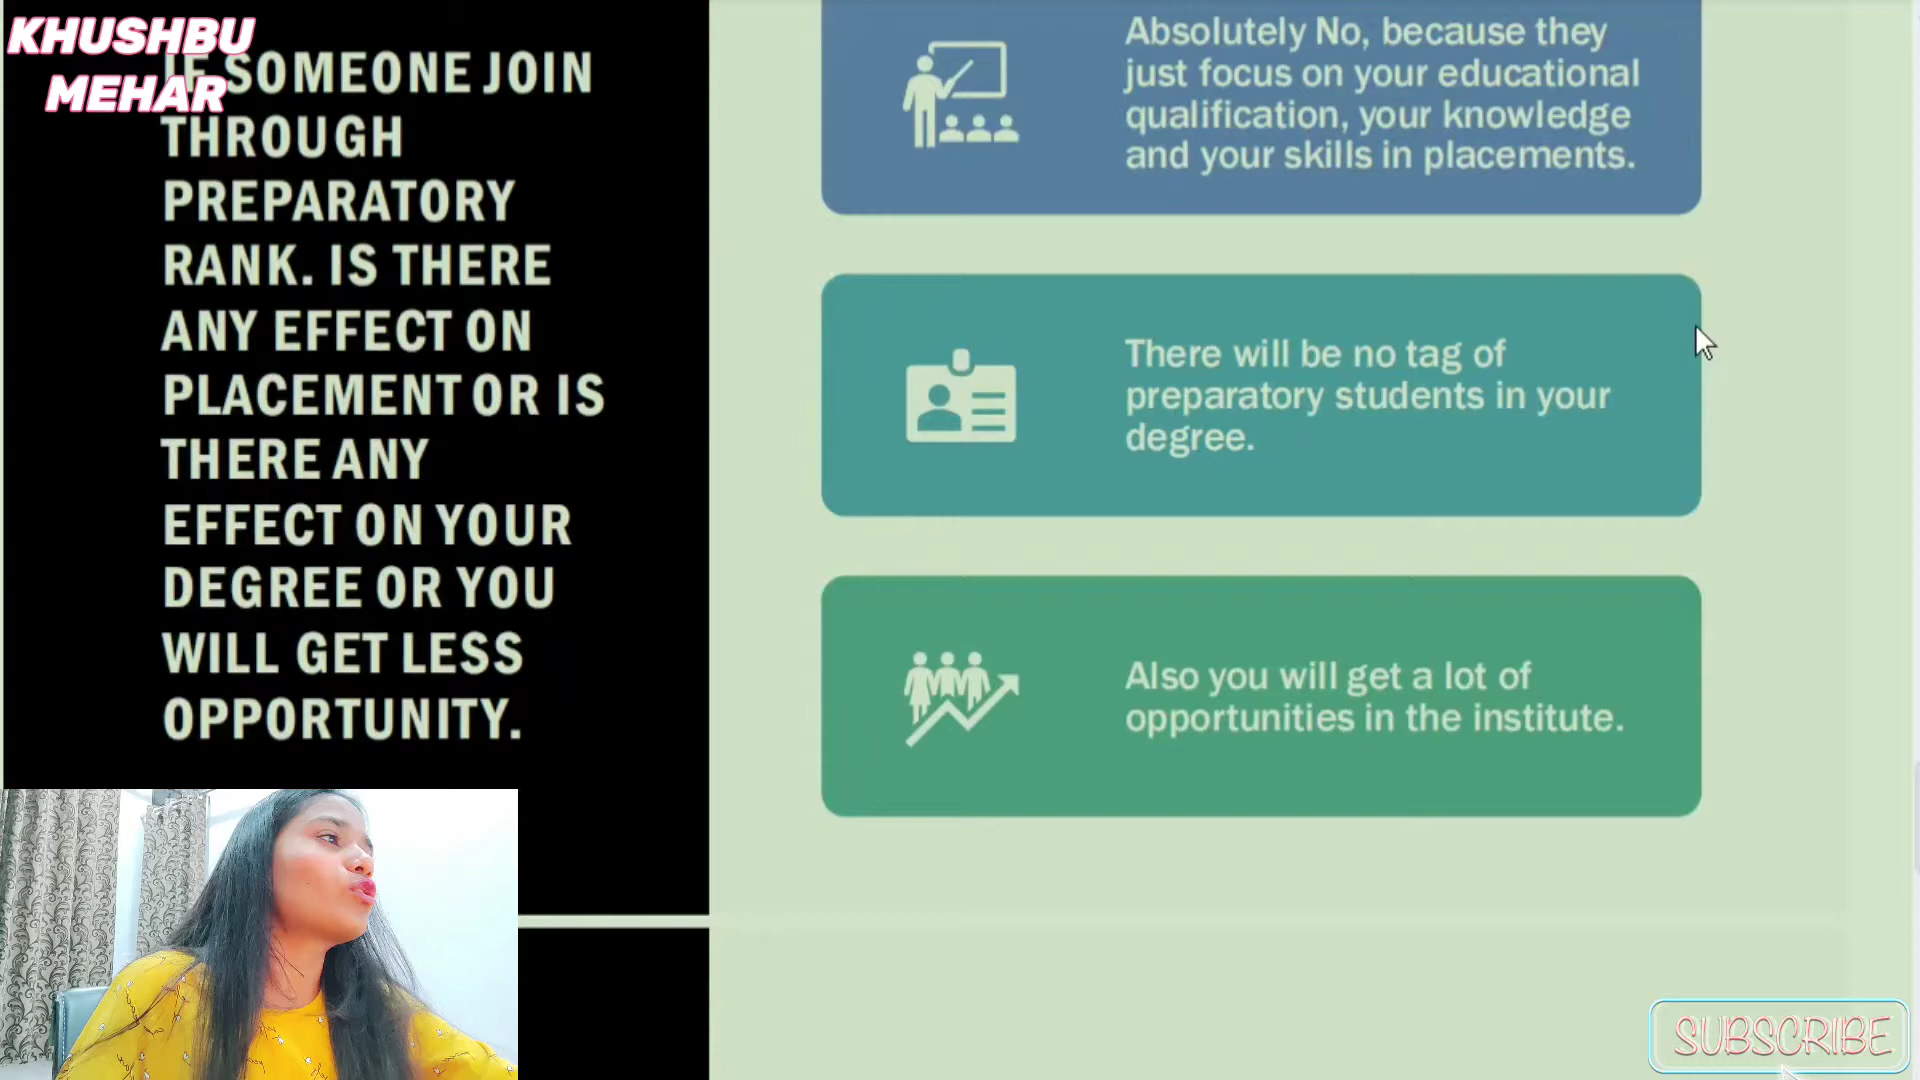 KHUSHBU
MEHAR
IF SOMEONE JOIN
THROUGH
PREPARATORY
RANK. IS THERE
ANY EFFECT ON
PLACEMENT OR IS
THERE ANY
EFFECT ON YOUR
DEGREE OR YOU
WILL GET LESS
OPPORTUNITY.
Absolutely No, because they
just focus on your educational
qualification, your knowledge
and your skills in placements.
There will be no tag of
preparatory students in your
degree.
Also you will get a lot of
opportunities in the institute.
SUBSCRIBE